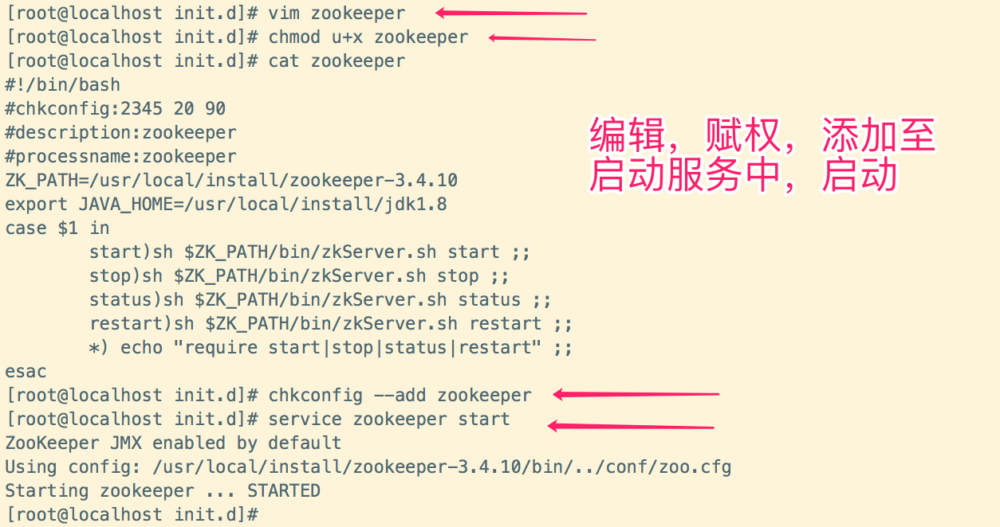 [root@localhost init.d]# vim zookeeper
[root@localhost init.d]# chmod u+x zookeeper
[root@localhost init.d]# cat zookeeper
#!/bin/bash
#chkconfig:2345 20 90
#description:zookeeper
#processname:zookeeper
ZK_PATH=/usr/local/install/zookeeper-3.4.10
export JAVA_HOME=/usr/local/install/jdk1.8
case $1 in
        start)sh $ZK_PATH/bin/zkServer.sh start ;;
        stop)sh $ZK_PATH/bin/zkServer.sh stop ;;
        status)sh $ZK_PATH/bin/zkServer.sh status ;;
        restart)sh $ZK_PATH/bin/zkServer.sh restart ;;
        *) echo "require start|stop|status|restart" ;;
esac
[root@localhost init.d]# chkconfig --add zookeeper
[root@localhost init.d]# service zookeeper start
ZooKeeper JMX enabled by default
Using config: /usr/local/install/zookeeper-3.4.10/bin/../conf/zoo.cfg
Starting zookeeper ... STARTED
[root@localhost init.d]#
编辑，赋权，添加至
启动服务中，启动